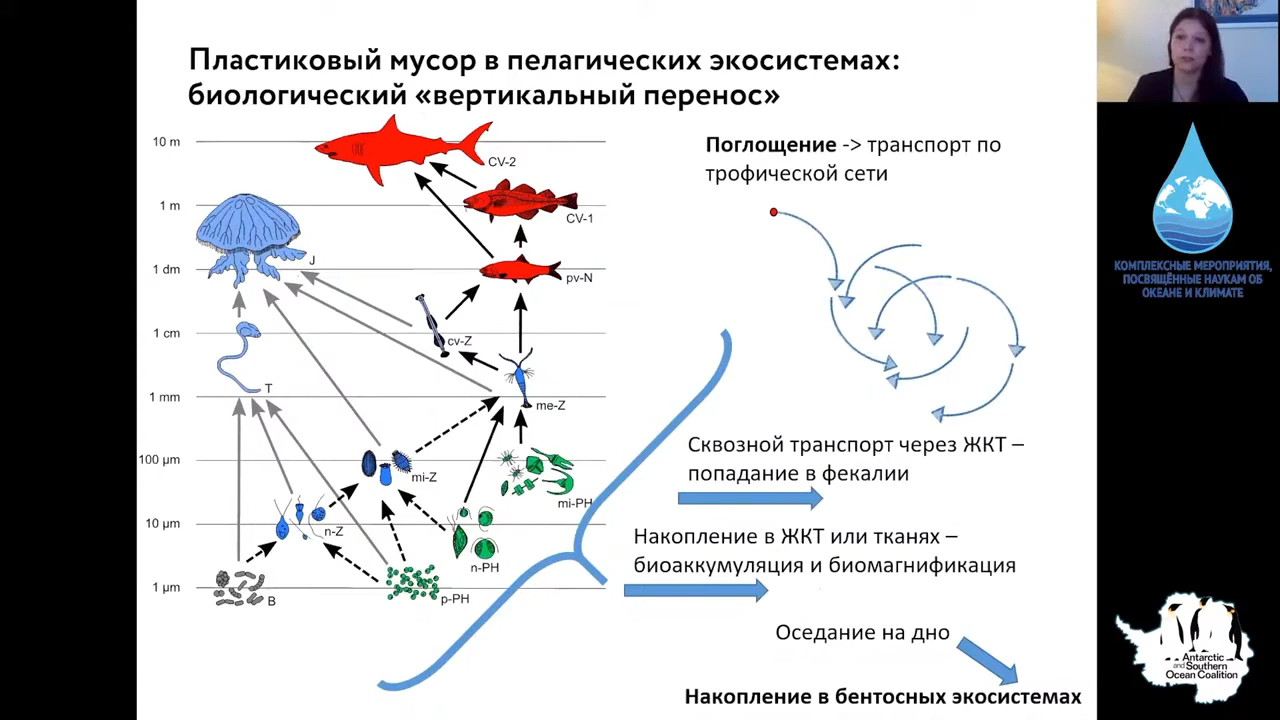 Пластиковый мусор в пелагических экосистемах:
биологический «вертикальный перенос»
10 m
1 m
1 dm
1 cm
1 mm
100 µm
10 µm
1 µm
CV-2
CV-1
J
pv-N
cv-Z
T
me-Z
mi-Z
mi-PH
n-Z
n-PH
B
p-PH
Поглощение -> транспорт по
трофической сети
Сквозной транспорт через ЖКТ –
попадание в фекалии
Накопление в ЖКТ или тканях –
биоаккумуляция и биомагнификация
Оседание на дно
Накопление в бентосных экосистемах
КОМПЛЕКСНЫЕ МЕРОПРИЯТИЯ,
ПОСВЯЩЁННЫЕ НАУКАМ ОБ
ОКЕАНЕ И КЛИМАТЕ
Antarctic
and Southern
Ocean Coalition